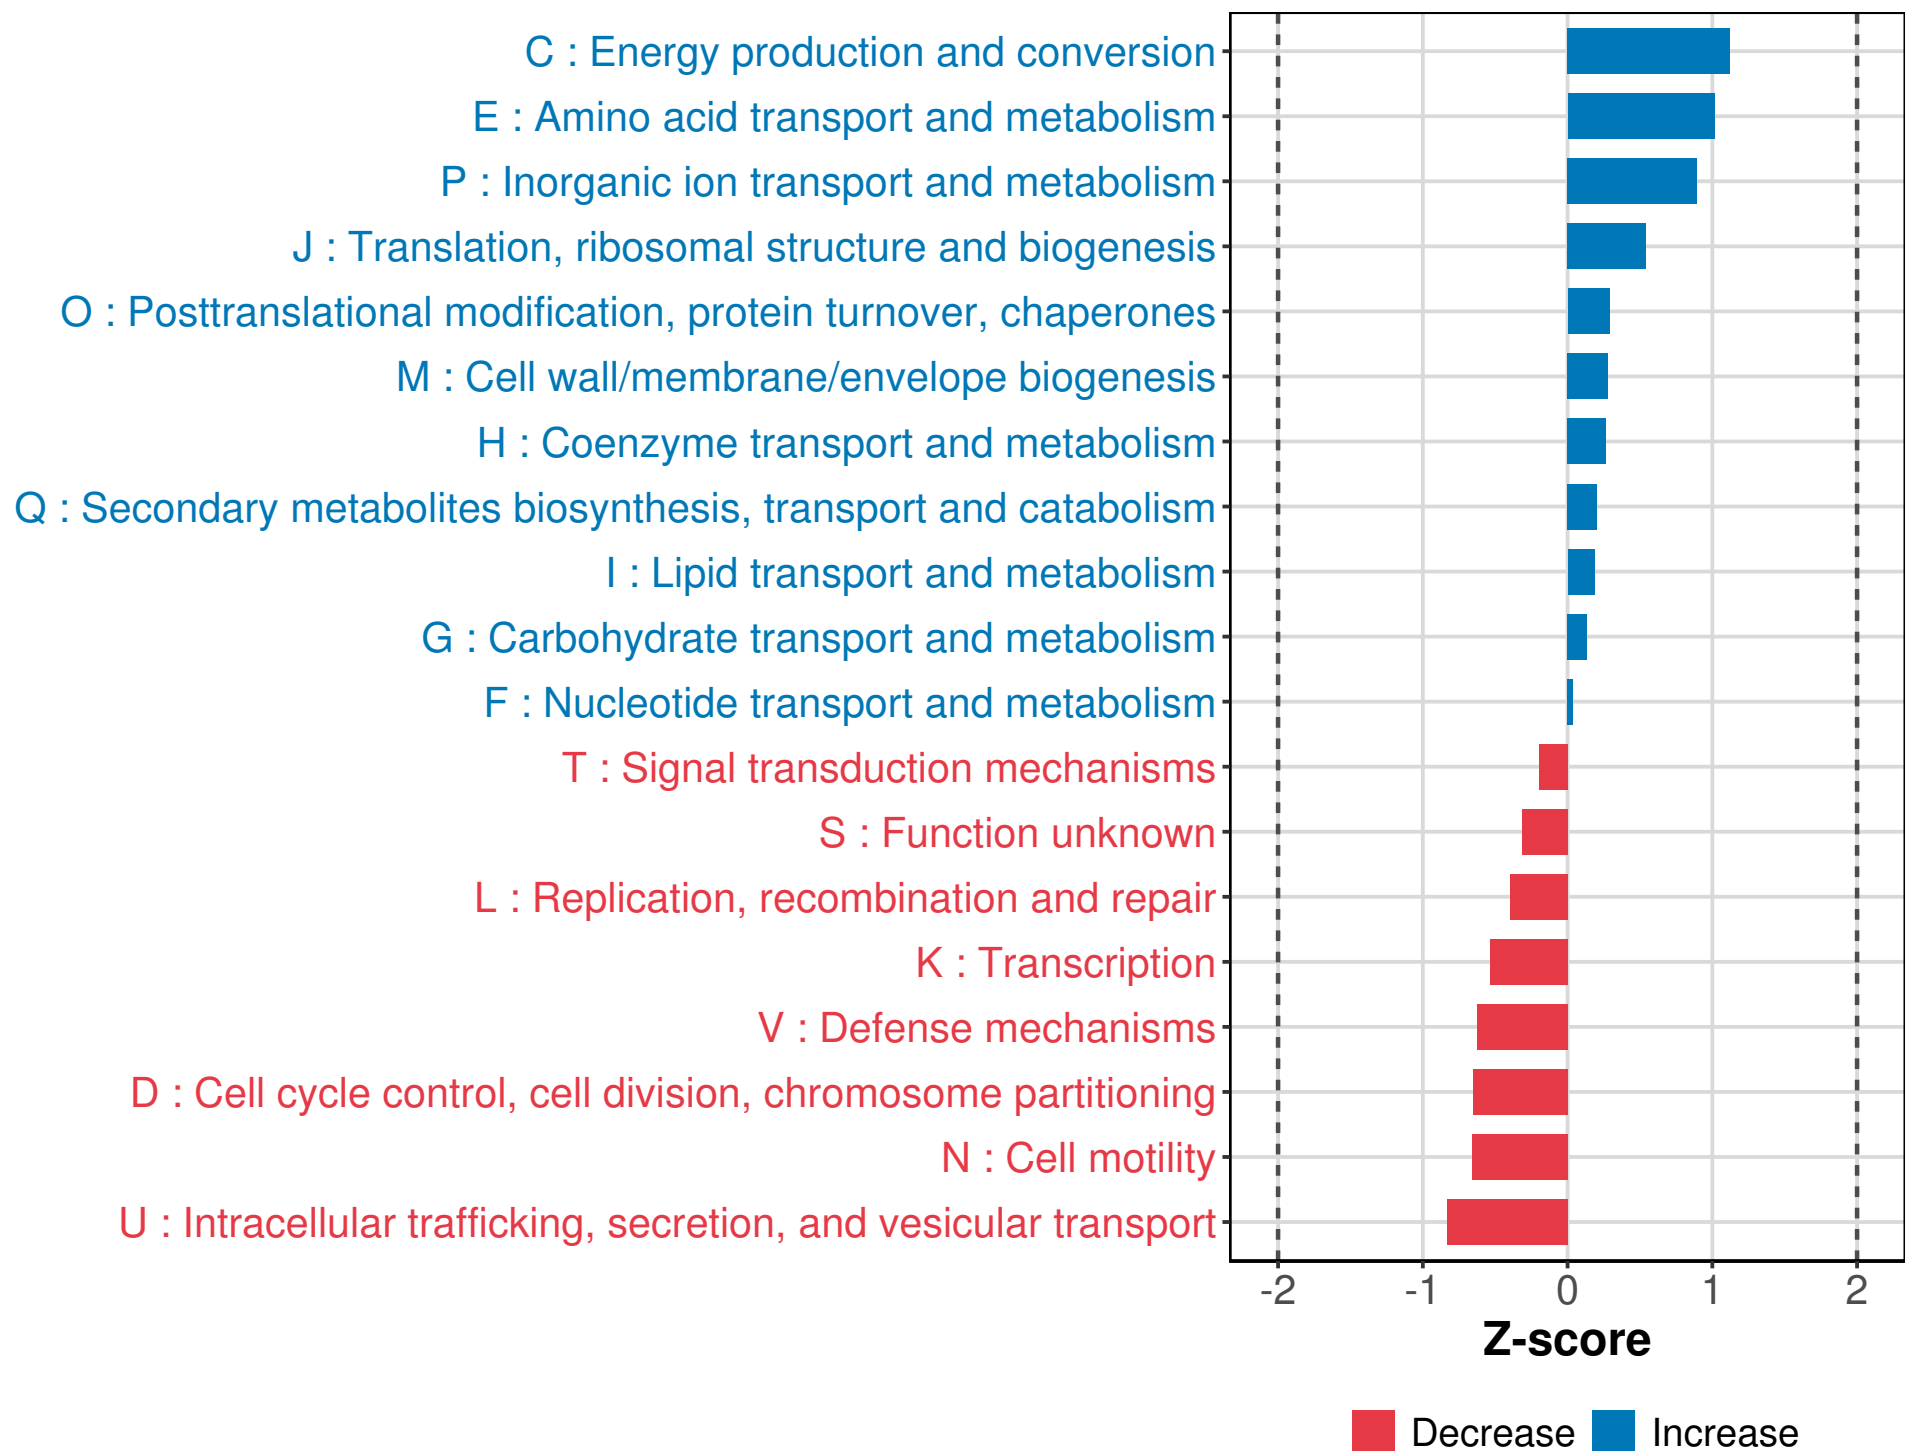 C : Energy production and conversion
E : Amino acid transport and metabolism
P : Inorganic ion transport and metabolism
J : Translation, ribosomal structure and biogenesis
O : Posttranslational modification, protein turnover, chaperones
M : Cell wall/membrane/envelope biogenesis
H : Coenzyme transport and metabolism
Q : Secondary metabolites biosynthesis, transport and catabolism
I : Lipid transport and metabolism
G : Carbohydrate transport and metabolism
F : Nucleotide transport and metabolism
T : Signal transduction mechanisms
S : Function unknown
L : Replication, recombination and repair
K : Transcription
V : Defense mechanisms
D : Cell cycle control, cell division, chromosome partitioning
N : Cell motility
U : Intracellular trafficking, secretion, and vesicular transport
-2 -1 0 1 2
Z-score
Decrease Increase